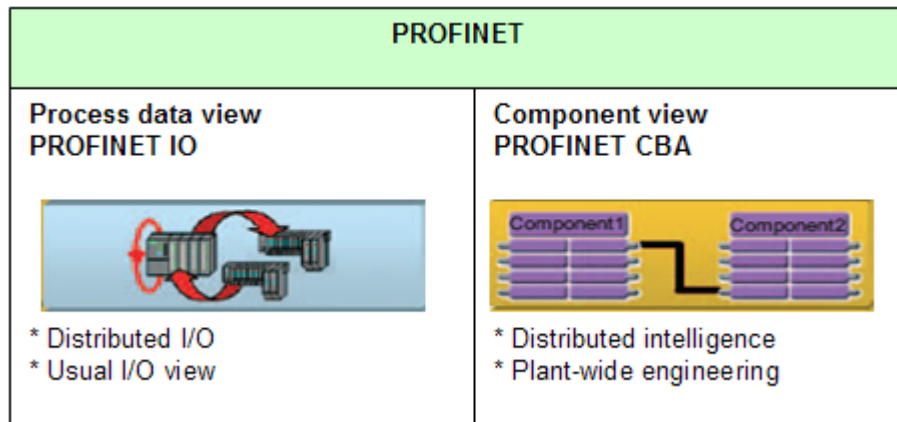 PROFINET
Process data view
PROFINET IO
* Distributed I/O
* Usual I/O view
Component view
PROFINET CBA
Component1
Component2
* Distributed intelligence
* Plant-wide engineering